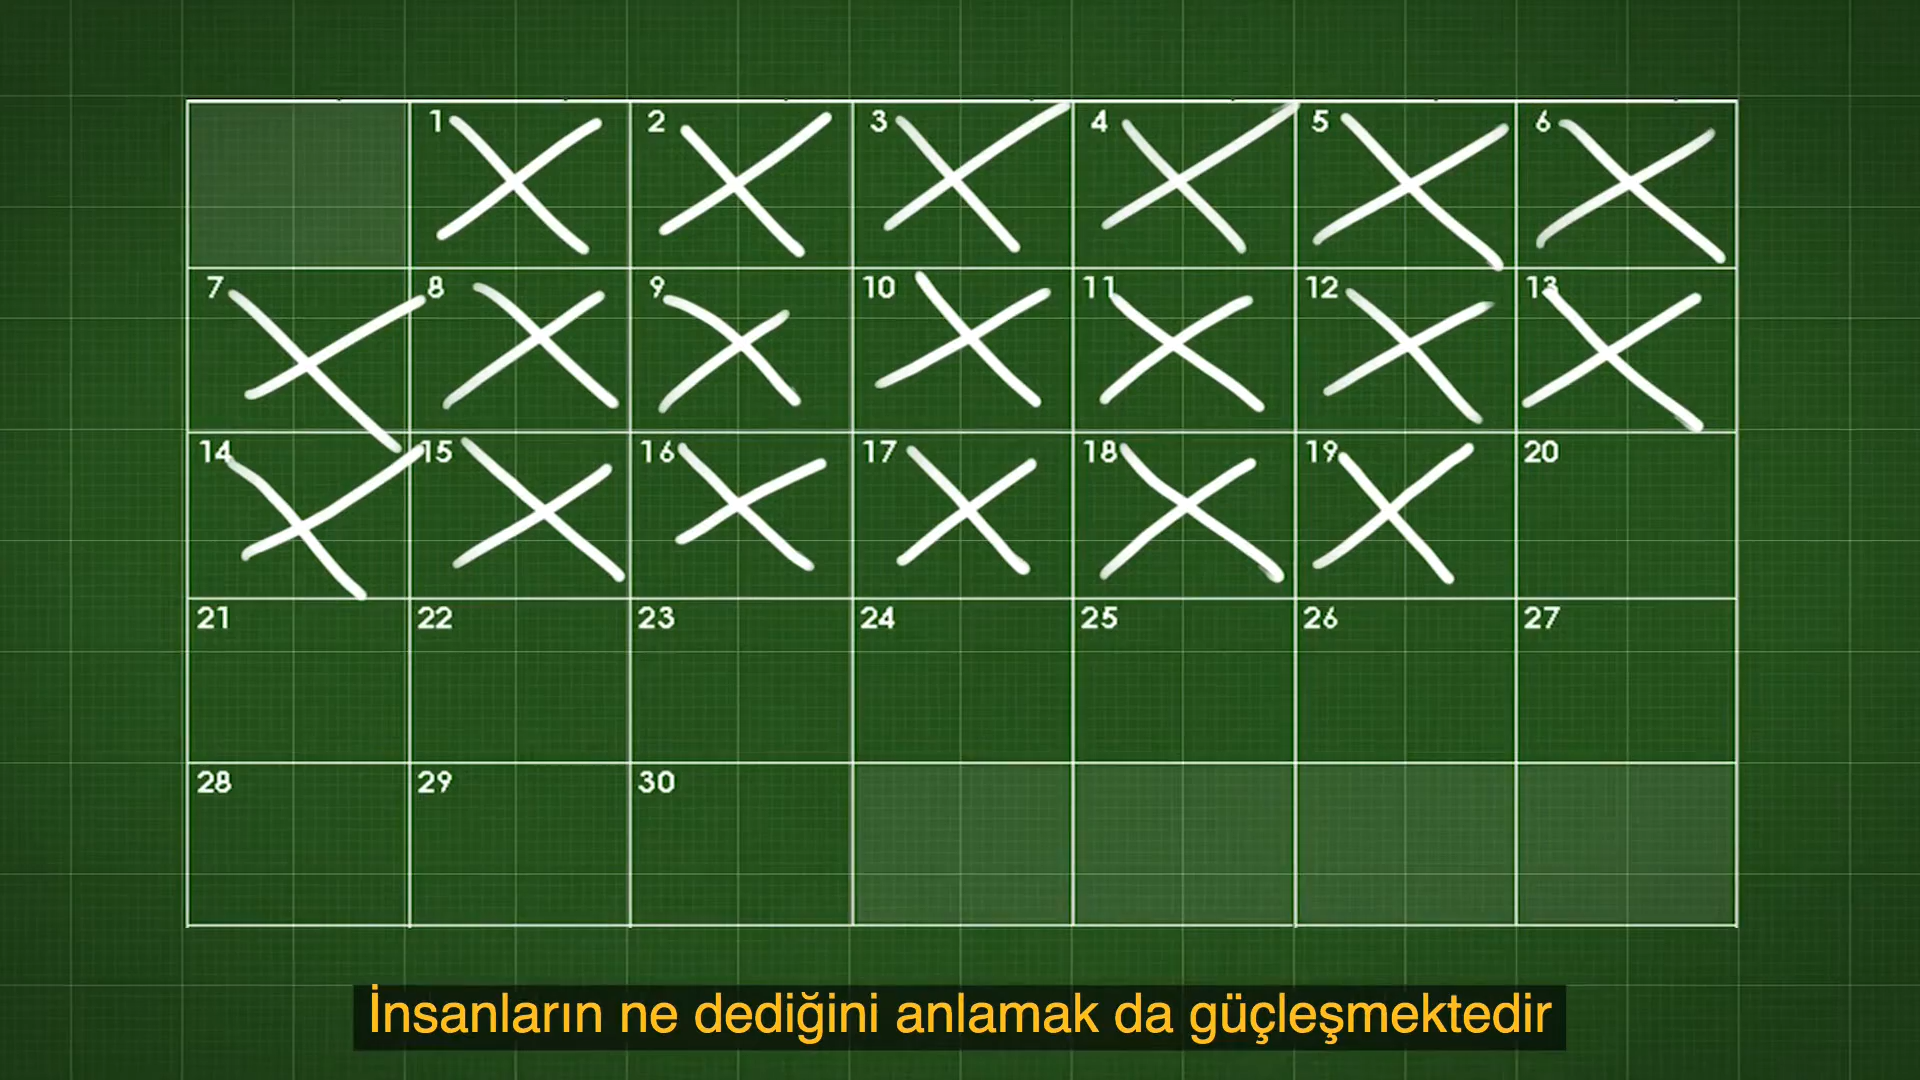 1 2 3 4 5 6
7 8 9 10 11 12 13
14 15 16 17 18 19 20
21 22 23 24 25 26 27
28 29 30
İnsanların ne dediğini anlamak da güçleşmektedir